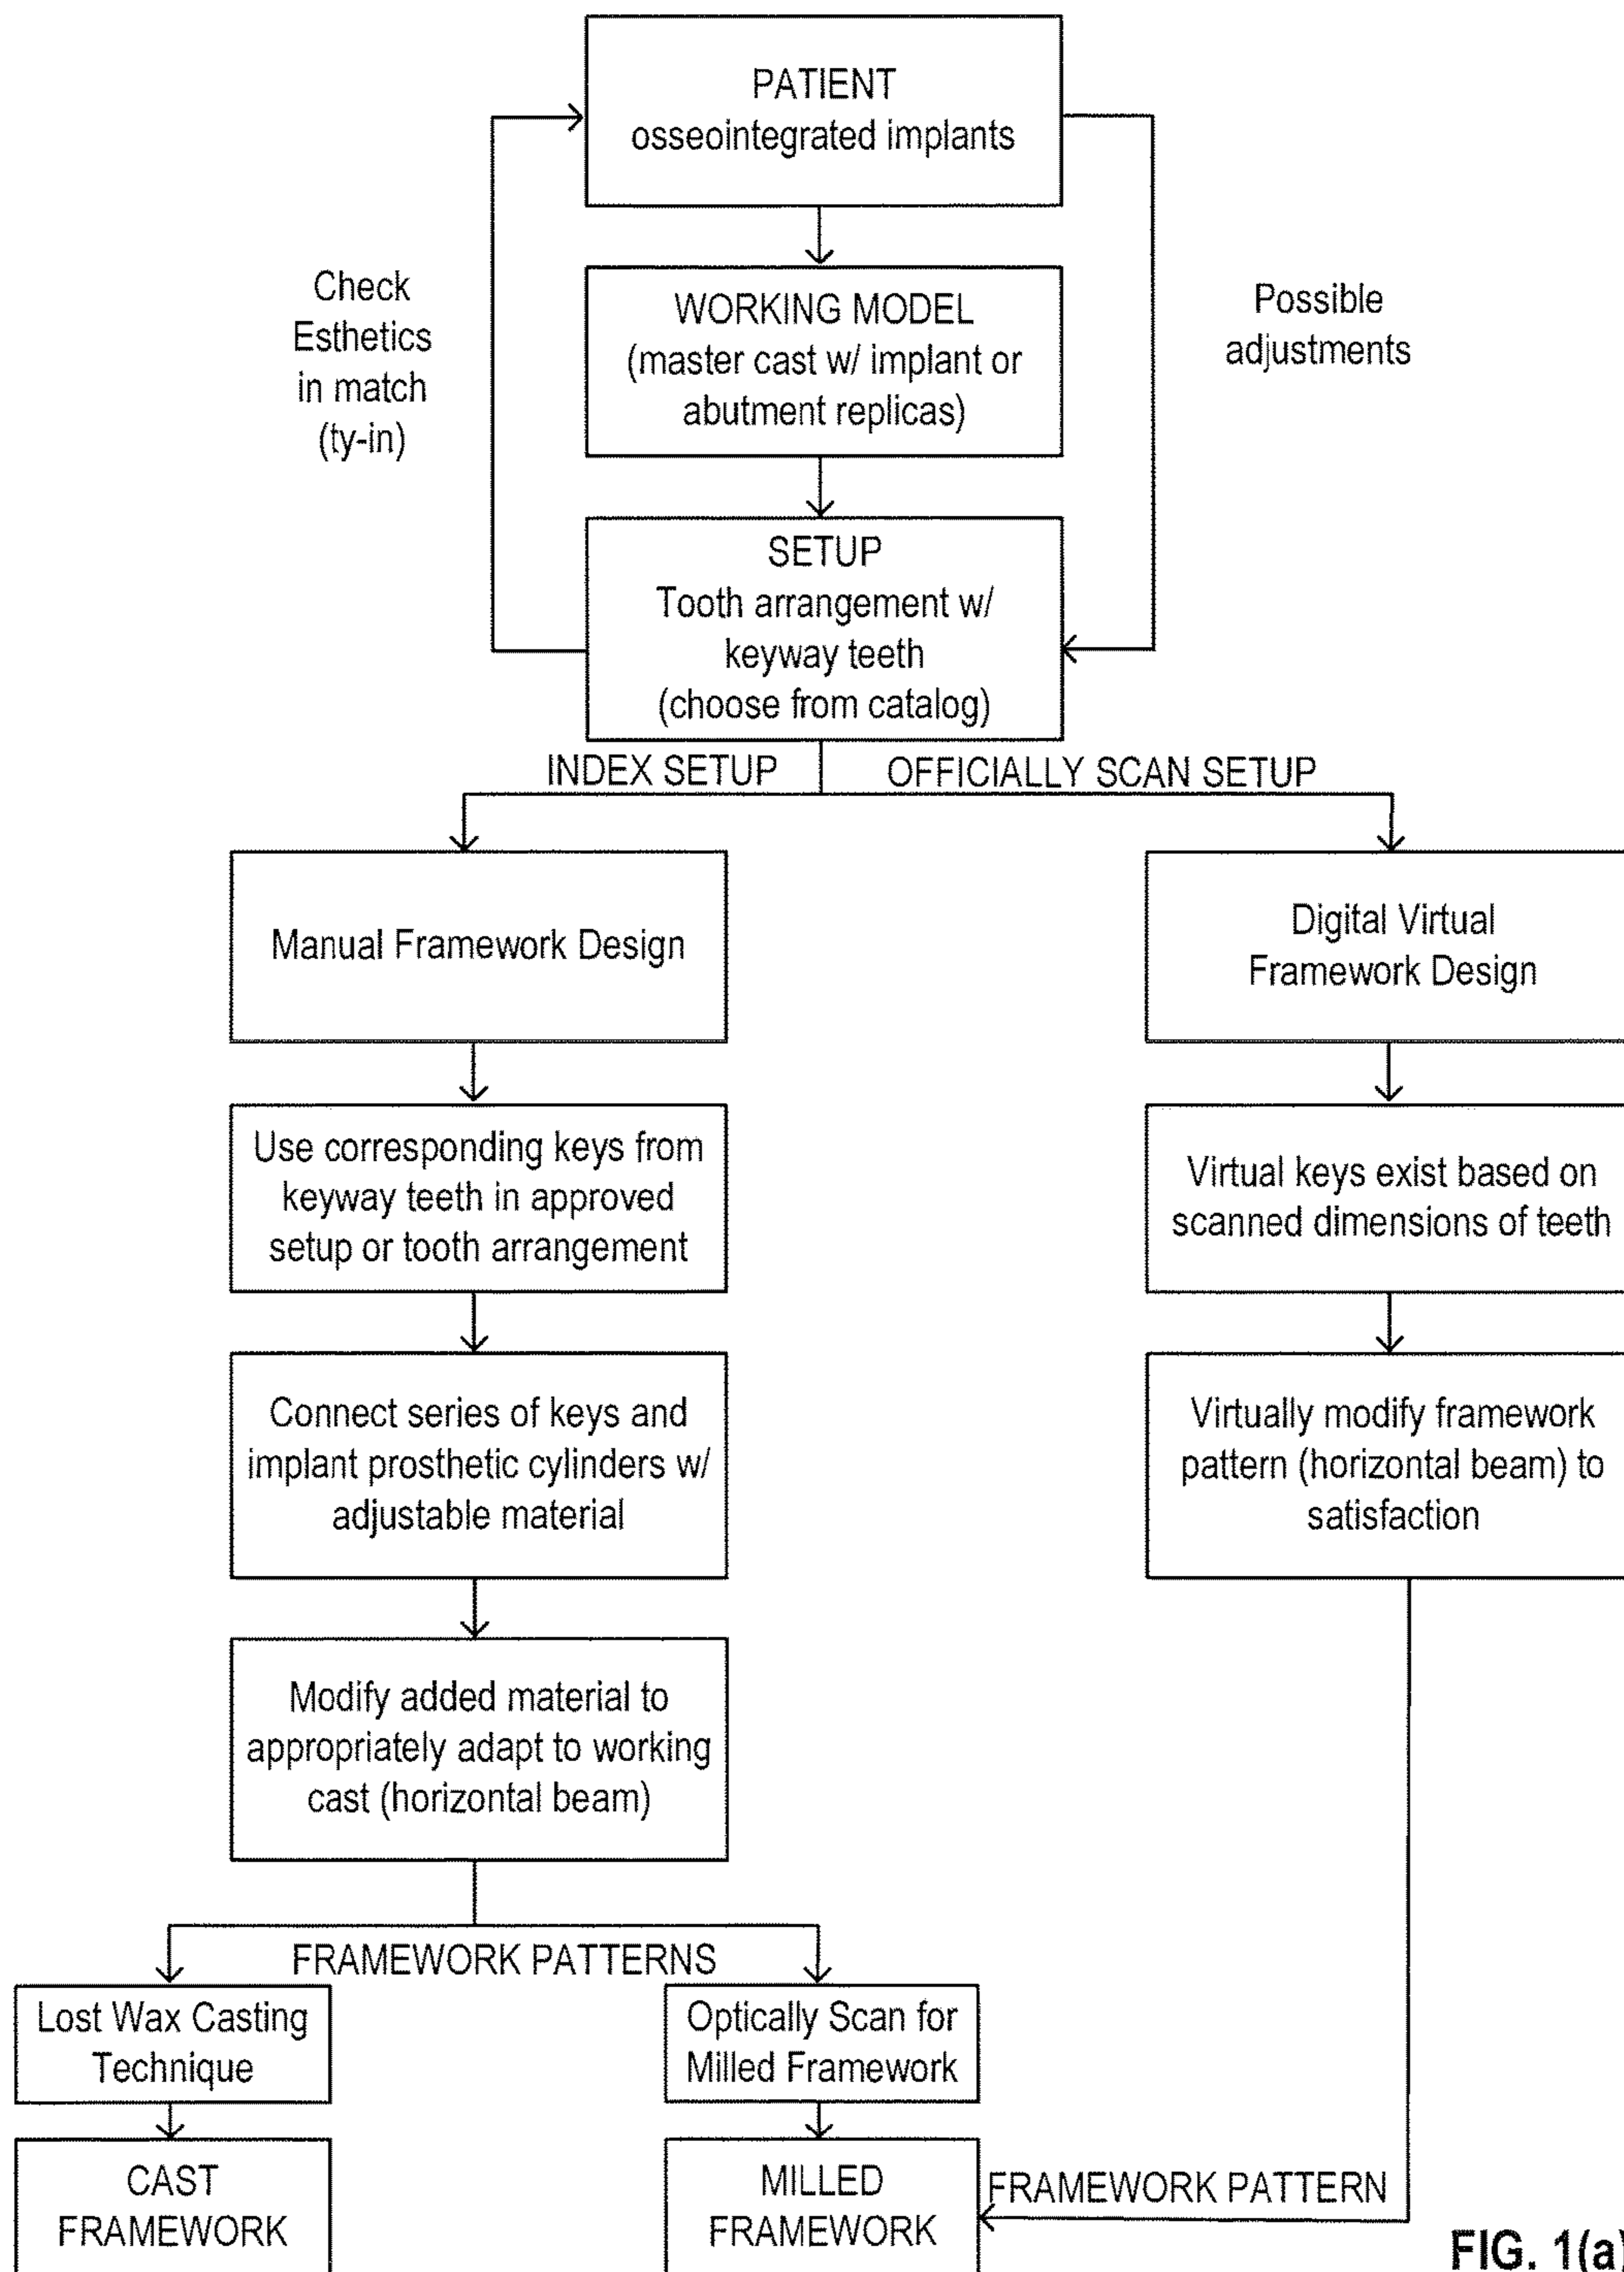 PATIENT
osseointegrated implants
Check
Esthetics
in match
(ty-in)
Possible
adjustments
WORKING MODEL
(master cast w/ implant or
abutment replicas)
SETUP
Tooth arrangement w/
keyway teeth
(choose from catalog)
INDEX SETUP
OFFICIALLY SCAN SETUP
Manual Framework Design
Digital Virtual
Framework Design
Use corresponding keys from
keyway teeth in approved
setup or tooth arrangement
Virtual keys exist based on
scanned dimensions of teeth
Connect series of keys and
implant prosthetic cylinders w/
adjustable material
Virtually modify framework
pattern (horizontal beam) to
satisfaction
Modify added material to
appropriately adapt to working
cast (horizontal beam)
FRAMEWORK PATTERNS
Lost Wax Casting
Technique
Optically Scan for
Milled Framework
CAST
FRAMEWORK
MILLED
FRAMEWORK
FRAMEWORK PATTERN
FIG. 1(a)